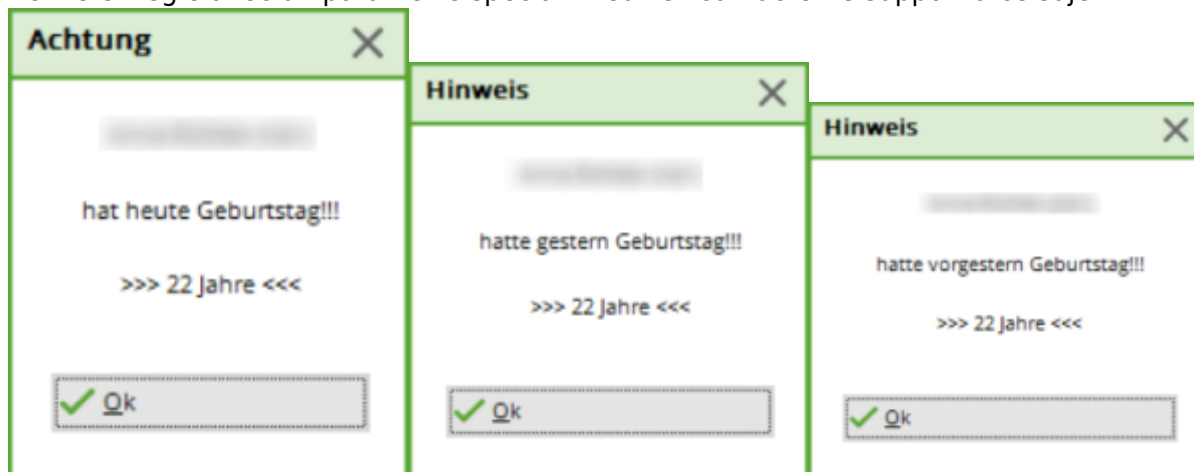 Achtung
hat heute Geburtstag!!!
>>> 22 Jahre <<<
Ok
Hinweis
hatte gestern Geburtstag!!!
>>> 22 Jahre <<<
Ok
Hinweis
hatte vorgestern Geburtstag!!!
>>> 22 Jahre <<<
Ok